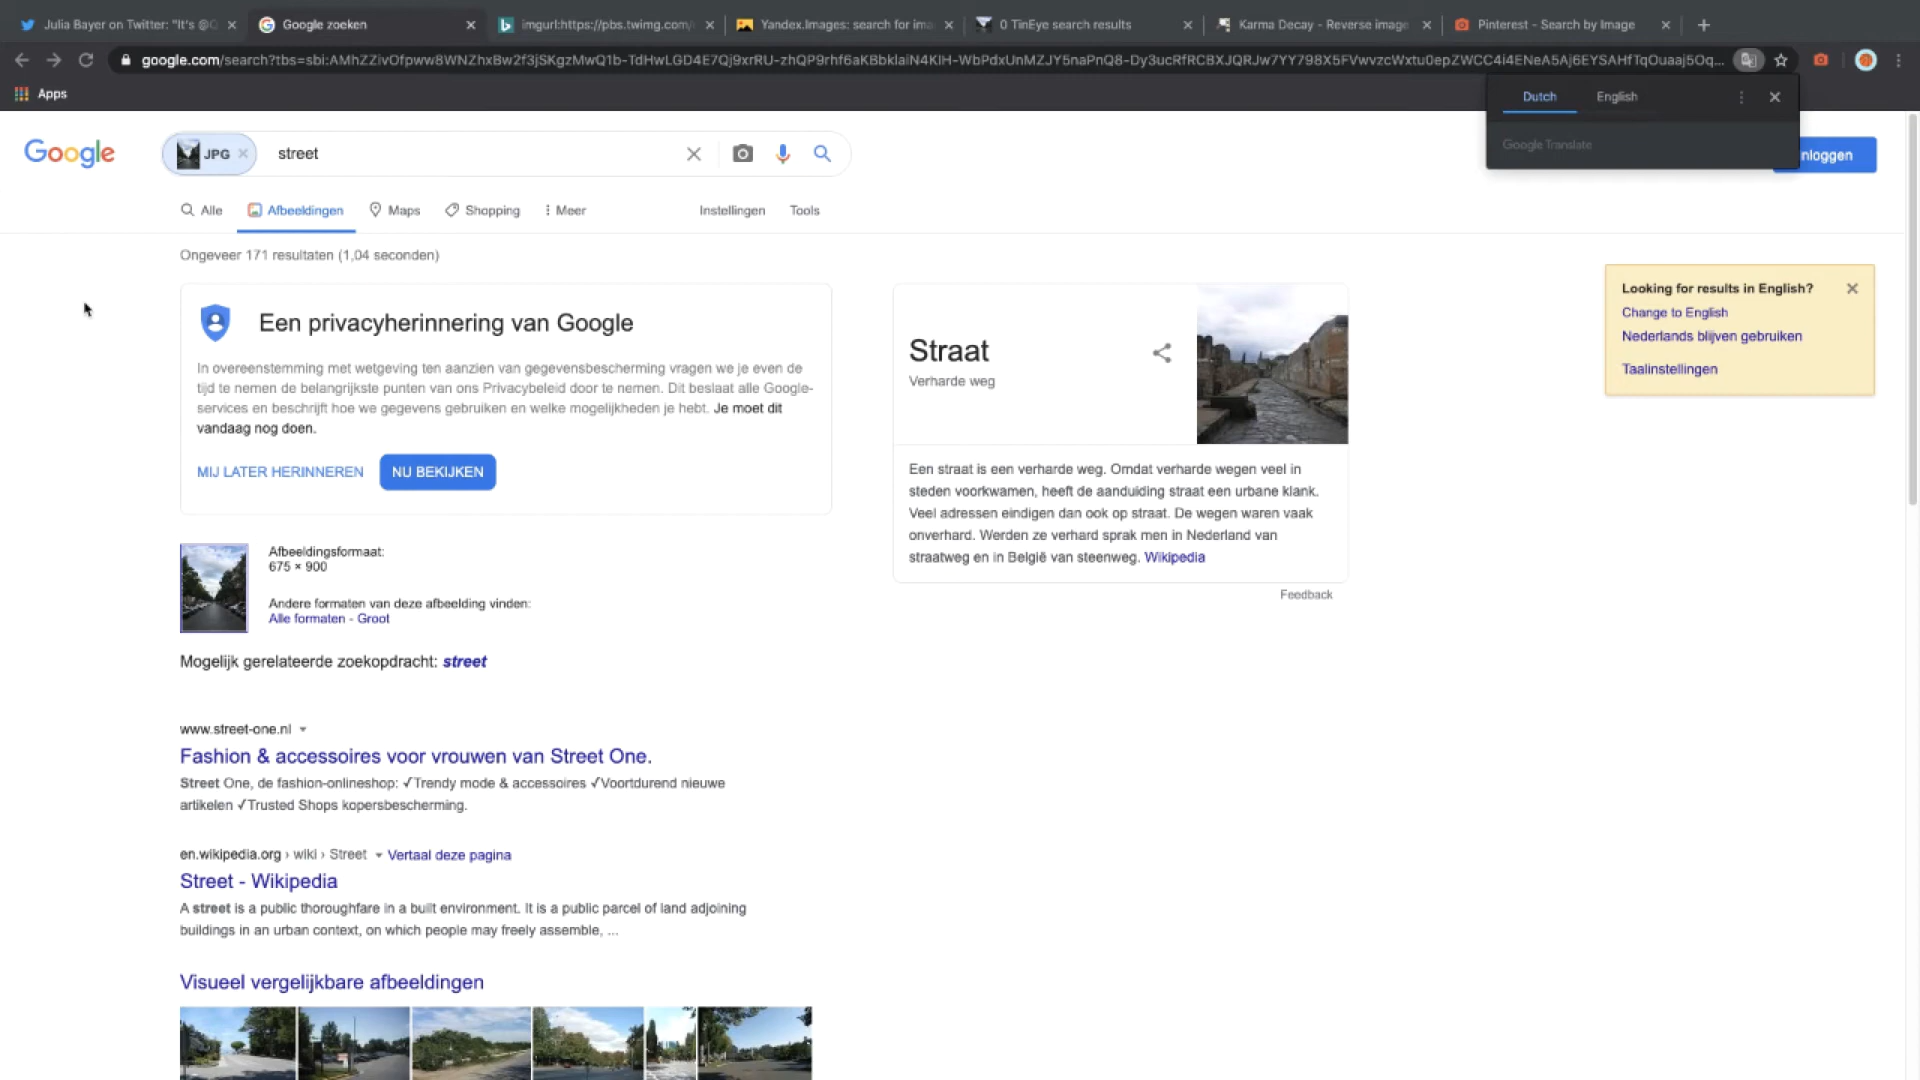 Julia Bayer on Twitter: "It's @G
Google zoeken
imgurl:https://pbs.twimg.com/
Yandex.Images: search for ima
0 TinEye search results
Karma Decay - Reverse image
Pinterest - Search by Image
Apps
Dutch English
Google Translate
Google
JPG street
nloggen
Alle Afbeeldingen Maps Shopping Meer Instellingen Tools
Ongeveer 171 resultaten (1,04 seconden)
Een privacyherinnering van Google
In overeenstemming met wetgeving ten aanzien van gegevensbescherming vragen we je even de
tijd te nemen de belangrijkste punten van ons Privacybeleid door te nemen. Dit beslaat alle Google-
services en beschrijft hoe we gegevens gebruiken en welke mogelijkheden je hebt. Je moet dit
vandaag nog doen.
MIJ LATER HERINNEREN NU BEKIJKEN
Straat
Verharde weg
Een straat is een verharde weg. Omdat verharde wegen veel in
steden voorkwamen, heeft de aanduiding straat een urbane klank.
Veel adressen eindigen dan ook op straat. De wegen waren vaak
onverhard. Werden ze verhard sprak men in Nederland van
straatweg en in België van steenweg. Wikipedia
Feedback
Looking for results in English?
Change to English
Nederlands blijven gebruiken
Taalinstellingen
Afbeeldingsformaat:
675 × 900
Andere formaten van deze afbeelding vinden:
Alle formaten - Groot
Mogelijk gerelateerde zoekopdracht: street
www.street-one.nl
Fashion & accessoires voor vrouwen van Street One.
Street One, de fashion-onlineshop: ✓Trendy mode & accessoires ✓Voortdurend nieuwe
artikelen ✓Trusted Shops kopersbescherming.
en.wikipedia.org › wiki › Street Vertaal deze pagina
Street - Wikipedia
A street is a public thoroughfare in a built environment. It is a public parcel of land adjoining
buildings in an urban context, on which people may freely assemble, ...
Visueel vergelijkbare afbeeldingen